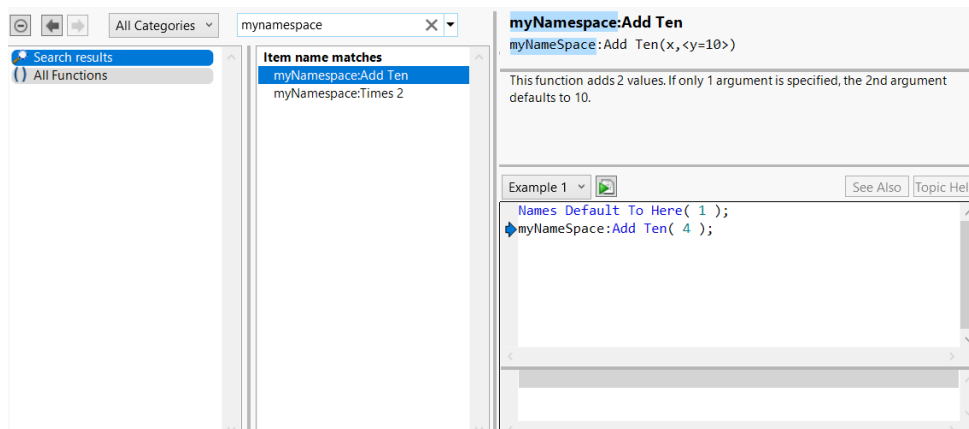 All Categories
mynamespace
Search results
() All Functions
Item name matches
myNamespace:Add Ten
myNamespace:Times 2
myNamespace:Add Ten
myNameSpace:Add Ten(x,<y=10>)
This function adds 2 values. If only 1 argument is specified, the 2nd argument
defaults to 10.
Example 1
See Also
Topic Hel
Names Default To Here( 1 );
myNameSpace:Add Ten( 4 );